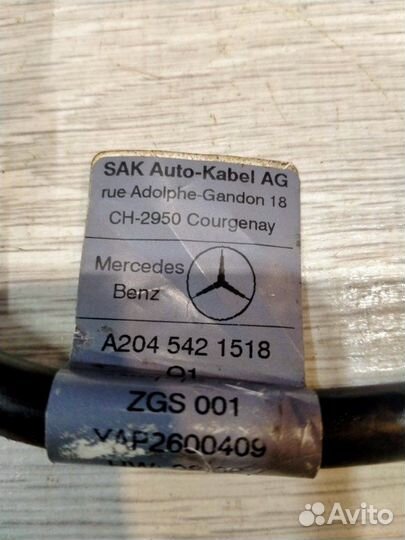 SAK Auto-Kabel AG
rue Adolphe-Gandon 18
CH-2950 Courgenay
Mercedes
Benz
A204 542 1518
ZGS 001
YAP2600409
Avito